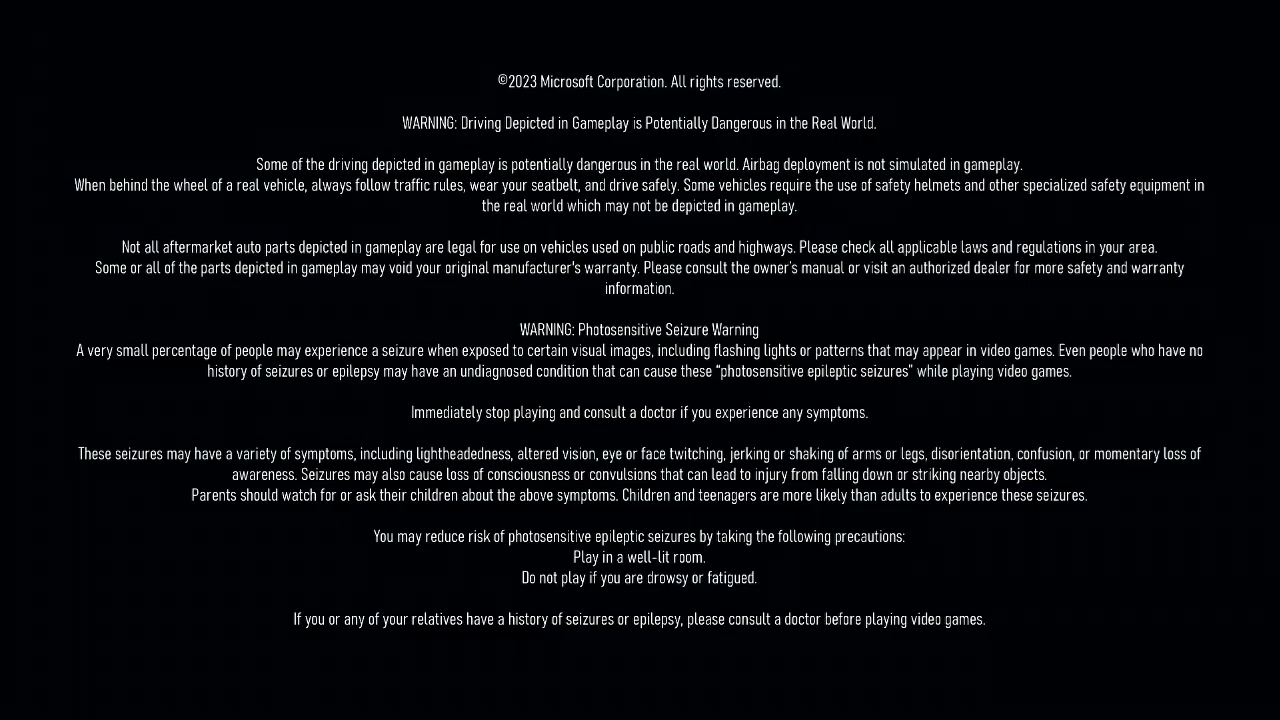 ©2023 Microsoft Corporation. All rights reserved.
WARNING: Driving Depicted in Gameplay is Potentially Dangerous in the Real World.
Some of the driving depicted in gameplay is potentially dangerous in the real world. Airbag deployment is not simulated in gameplay.
When behind the wheel of a real vehicle, always follow traffic rules, wear your seatbelt, and drive safely. Some vehicles require the use of safety helmets and other specialized safety equipment in
the real world which may not be depicted in gameplay.
Not all aftermarket auto parts depicted in gameplay are legal for use on vehicles used on public roads and highways. Please check all applicable laws and regulations in your area.
Some or all of the parts depicted in gameplay may void your original manufacturer's warranty. Please consult the owner's manual or visit an authorized dealer for more safety and warranty
information.
WARNING: Photosensitive Seizure Warning
A very small percentage of people may experience a seizure when exposed to certain visual images, including flashing lights or patterns that may appear in video games. Even people who have no
history of seizures or epilepsy may have an undiagnosed condition that can cause these “photosensitive epileptic seizures” while playing video games.
Immediately stop playing and consult a doctor if you experience any symptoms.
These seizures may have a variety of symptoms, including lightheadedness, altered vision, eye or face twitching, jerking or shaking of arms or legs, disorientation, confusion, or momentary loss of
awareness. Seizures may also cause loss of consciousness or convulsions that can lead to injury from falling down or striking nearby objects.
Parents should watch for or ask their children about the above symptoms. Children and teenagers are more likely than adults to experience these seizures.
You may reduce risk of photosensitive epileptic seizures by taking the following precautions:
Play in a well-lit room.
Do not play if you are drowsy or fatigued.
If you or any of your relatives have a history of seizures or epilepsy, please consult a doctor before playing video games.